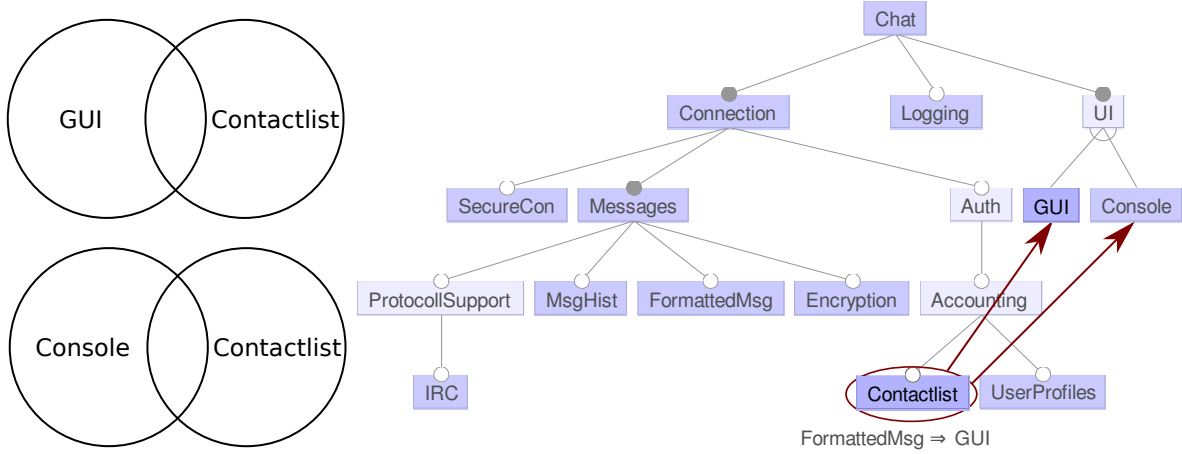 GUI
Contactlist
Console
Contactlist
Chat
Connection
Logging
UI
SecureCon
Messages
Auth
GUI
Console
ProtocollSupport
MsgHist
FormattedMsg
Encryption
Accounting
IRC
Contactlist
UserProfiles
FormattedMsg ⇒ GUI